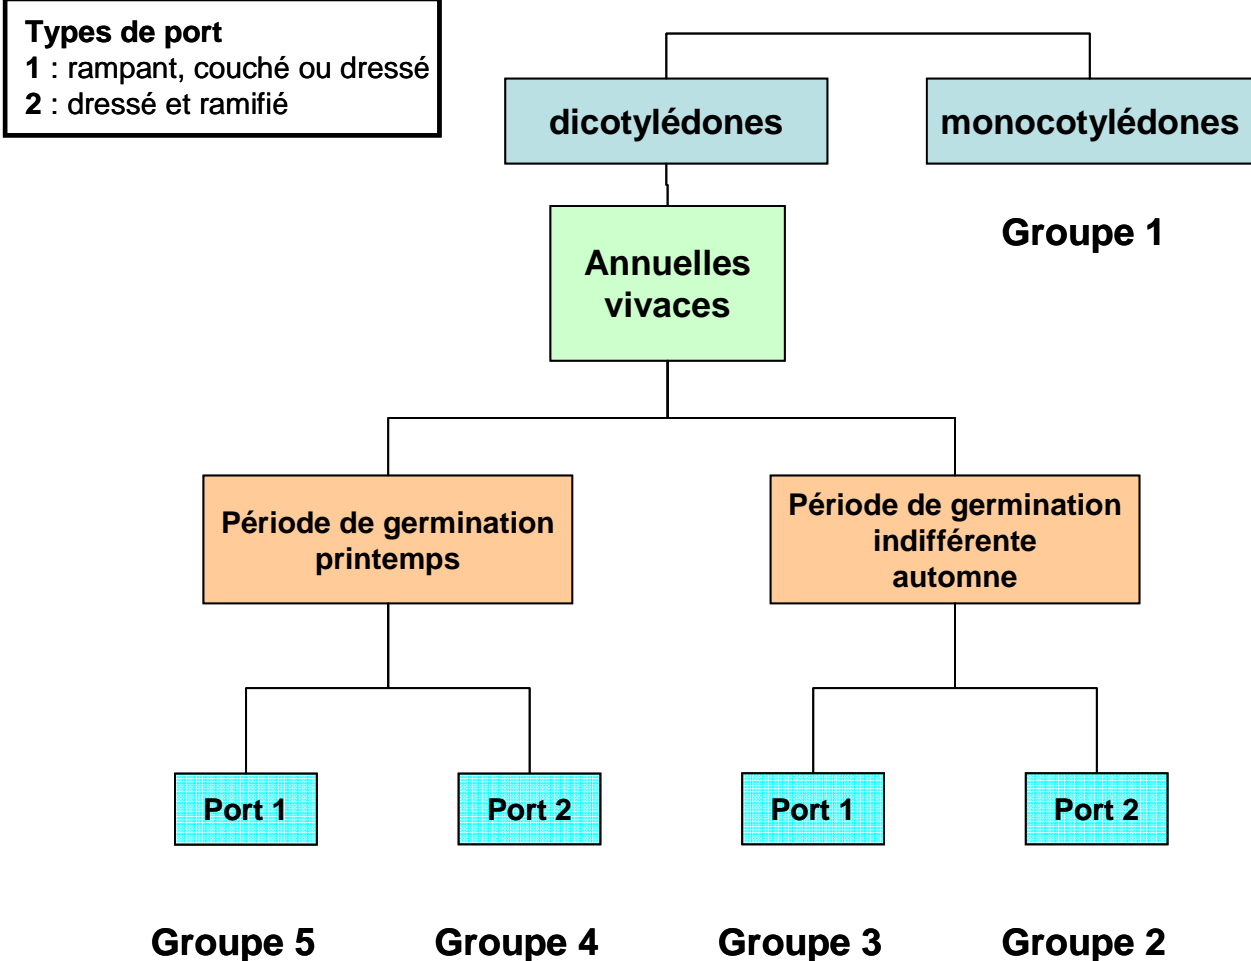 Types de port
1 : rampant, couché ou dressé
2 : dressé et ramifié
dicotylédones
monocotylédones
Groupe 1
Annuelles
vivaces
Période de germination
printemps
Période de germination
indifférente
automne
Port 1
Port 2
Port 1
Port 2
Groupe 5
Groupe 4
Groupe 3
Groupe 2